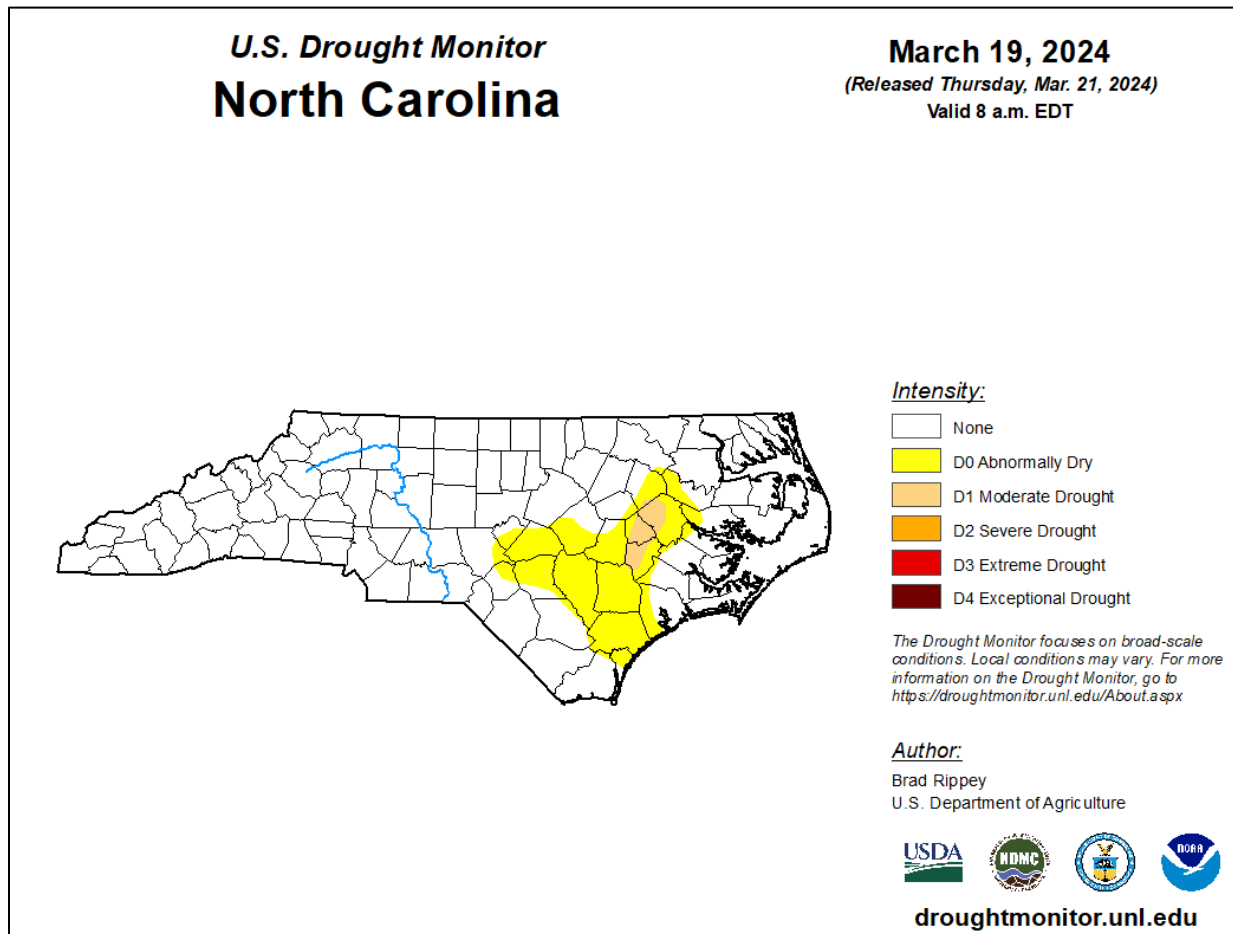 U.S. Drought Monitor
North Carolina
March 19, 2024
(Released Thursday, Mar. 21, 2024)
Valid 8 a.m. EDT
Intensity:
None
D0 Abnormally Dry
D1 Moderate Drought
D2 Severe Drought
D3 Extreme Drought
D4 Exceptional Drought
The Drought Monitor focuses on broad-scale
conditions. Local conditions may vary. For more
information on the Drought Monitor, go to
https://droughtmonitor.unl.edu/About.aspx
Author:
Brad Rippey
U.S. Department of Agriculture
USDA
NDMC
NOAA
droughtmonitor.unl.edu